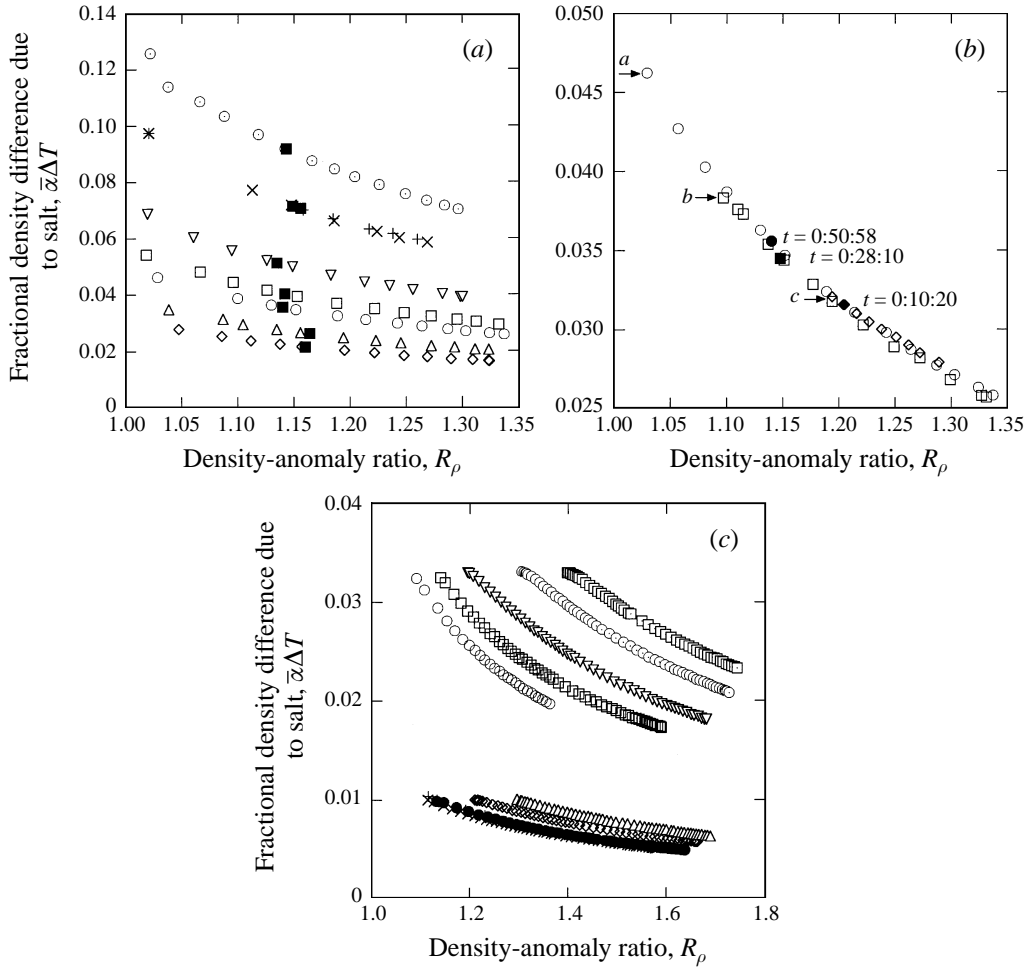 (a)
0.14
0.12
0.10
0.08
0.06
0.04
0.02
0
1.00
1.05
1.10
1.15
1.20
1.25
1.30
1.35
Fractional density difference due
to salt, ᾱΔT
Density-anomaly ratio, Rρ
(b)
0.050
0.045
0.040
0.035
0.030
0.025
a
b
c
t = 0:50:58
t = 0:28:10
t = 0:10:20
1.00
1.05
1.10
1.15
1.20
1.25
1.30
1.35
Density-anomaly ratio, Rρ
(c)
0.04
0.03
0.02
0.01
0
1.0
1.2
1.4
1.6
1.8
Fractional density difference due
to salt, ᾱΔT
Density-anomaly ratio, Rρ